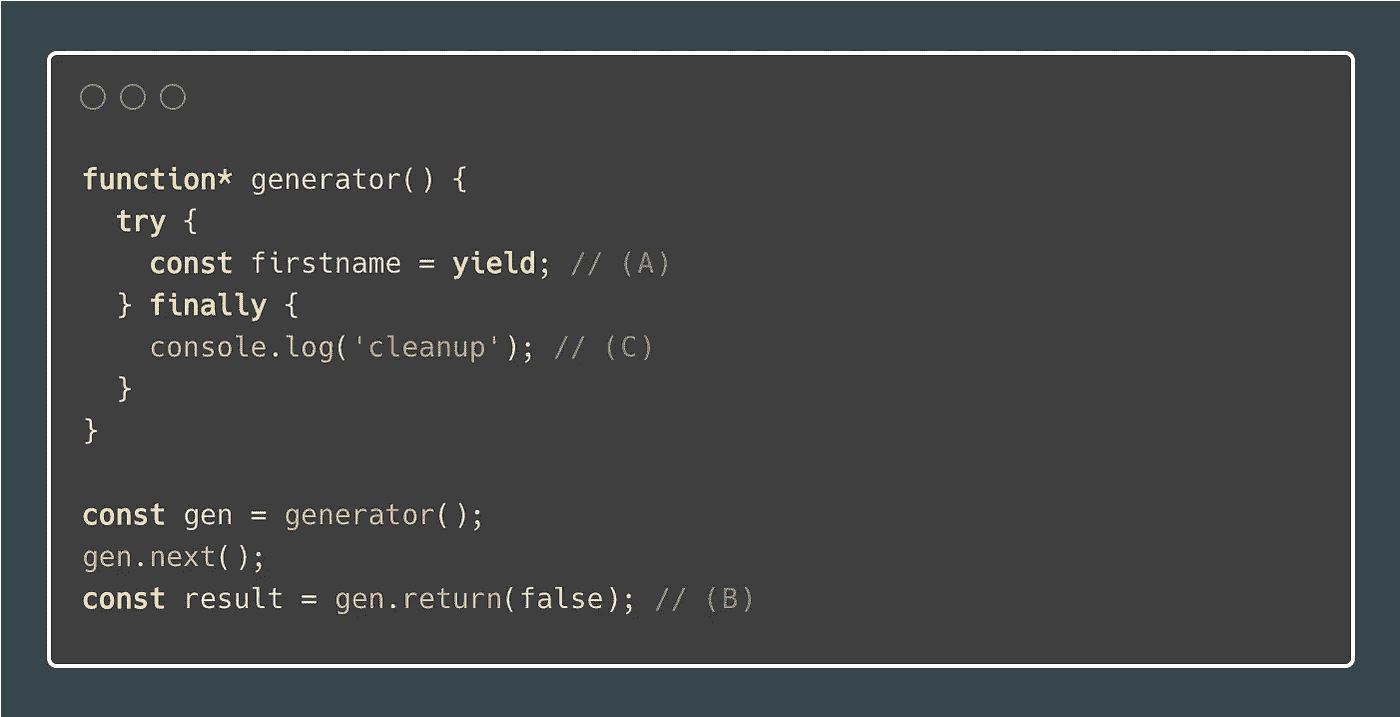 function* generator() {
  try {
    const firstname = yield; // (A)
  } finally {
    console.log('cleanup'); // (C)
  }
}

const gen = generator();
gen.next();
const result = gen.return(false); // (B)